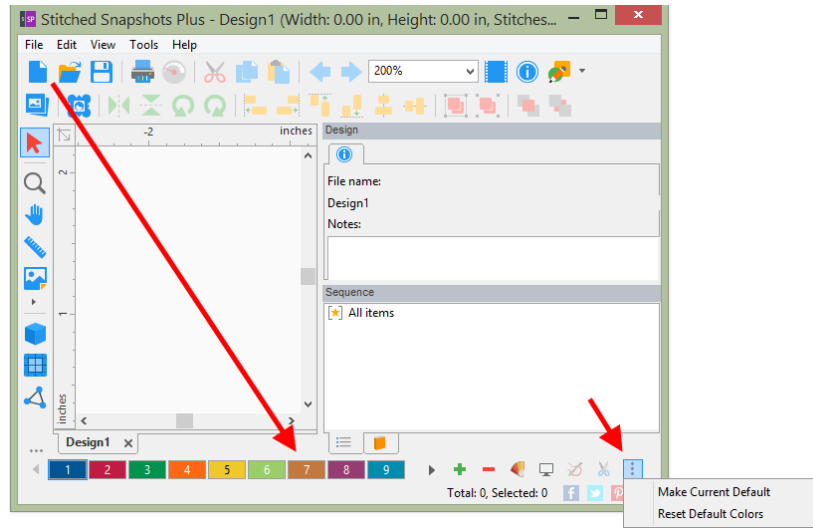 S SP Stitched Snapshots Plus - Design1 (Width: 0.00 in, Height: 0.00 in, Stitches...
File Edit View Tools Help
200%
-2 inches
Design
2
File name:
Design1
Notes:
Sequence
All items
1
inches
Design1
1 2 3 4 5 6 7 8 9
Total: 0, Selected: 0
Make Current Default
Reset Default Colors